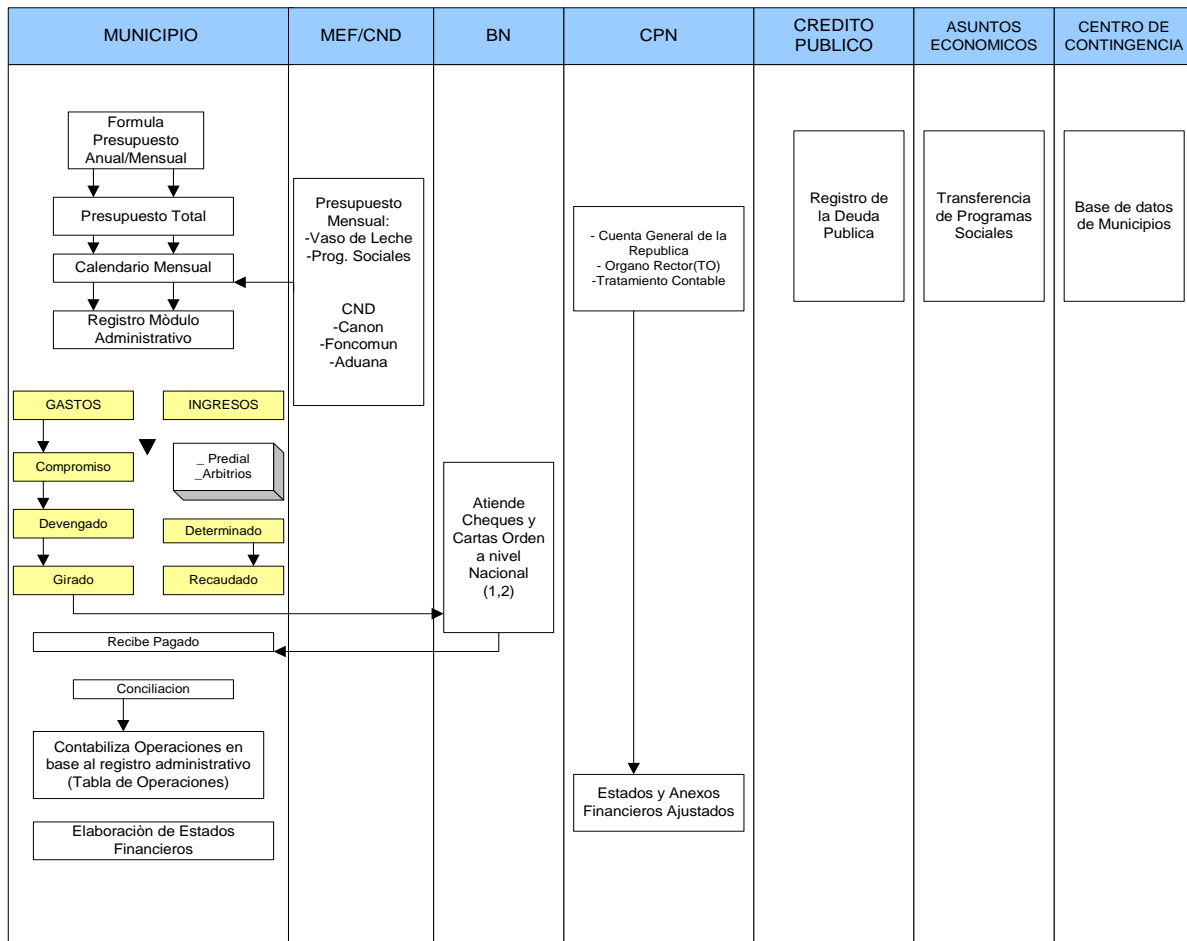 MUNICIPIO
MEF/CND
BN
CPN
CREDITO
PUBLICO
ASUNTOS
ECONOMICOS
CENTRO DE
CONTINGENCIA
Formula
Presupuesto
Anual/Mensual
Presupuesto Total
Calendario Mensual
Registro Mòdulo
Administrativo
GASTOS
INGRESOS
Compromiso
_ Predial
_Arbitrios
Devengado
Determinado
Girado
Recaudado
Recibe Pagado
Conciliacion
Contabiliza Operaciones en
base al registro administrativo
(Tabla de Operaciones)
Elaboraciòn de Estados
Financieros
Presupuesto
Mensual:
-Vaso de Leche
-Prog. Sociales
CND
-Canon
-Foncomun
-Aduana
Atiende
Cheques y
Cartas Orden
a nivel
Nacional
(1,2)
- Cuenta General de la
Republica
- Organo Rector(TO)
-Tratamiento Contable
Estados y Anexos
Financieros Ajustados
Registro de
la Deuda
Publica
Transferencia
de Programas
Sociales
Base de datos
de Municipios